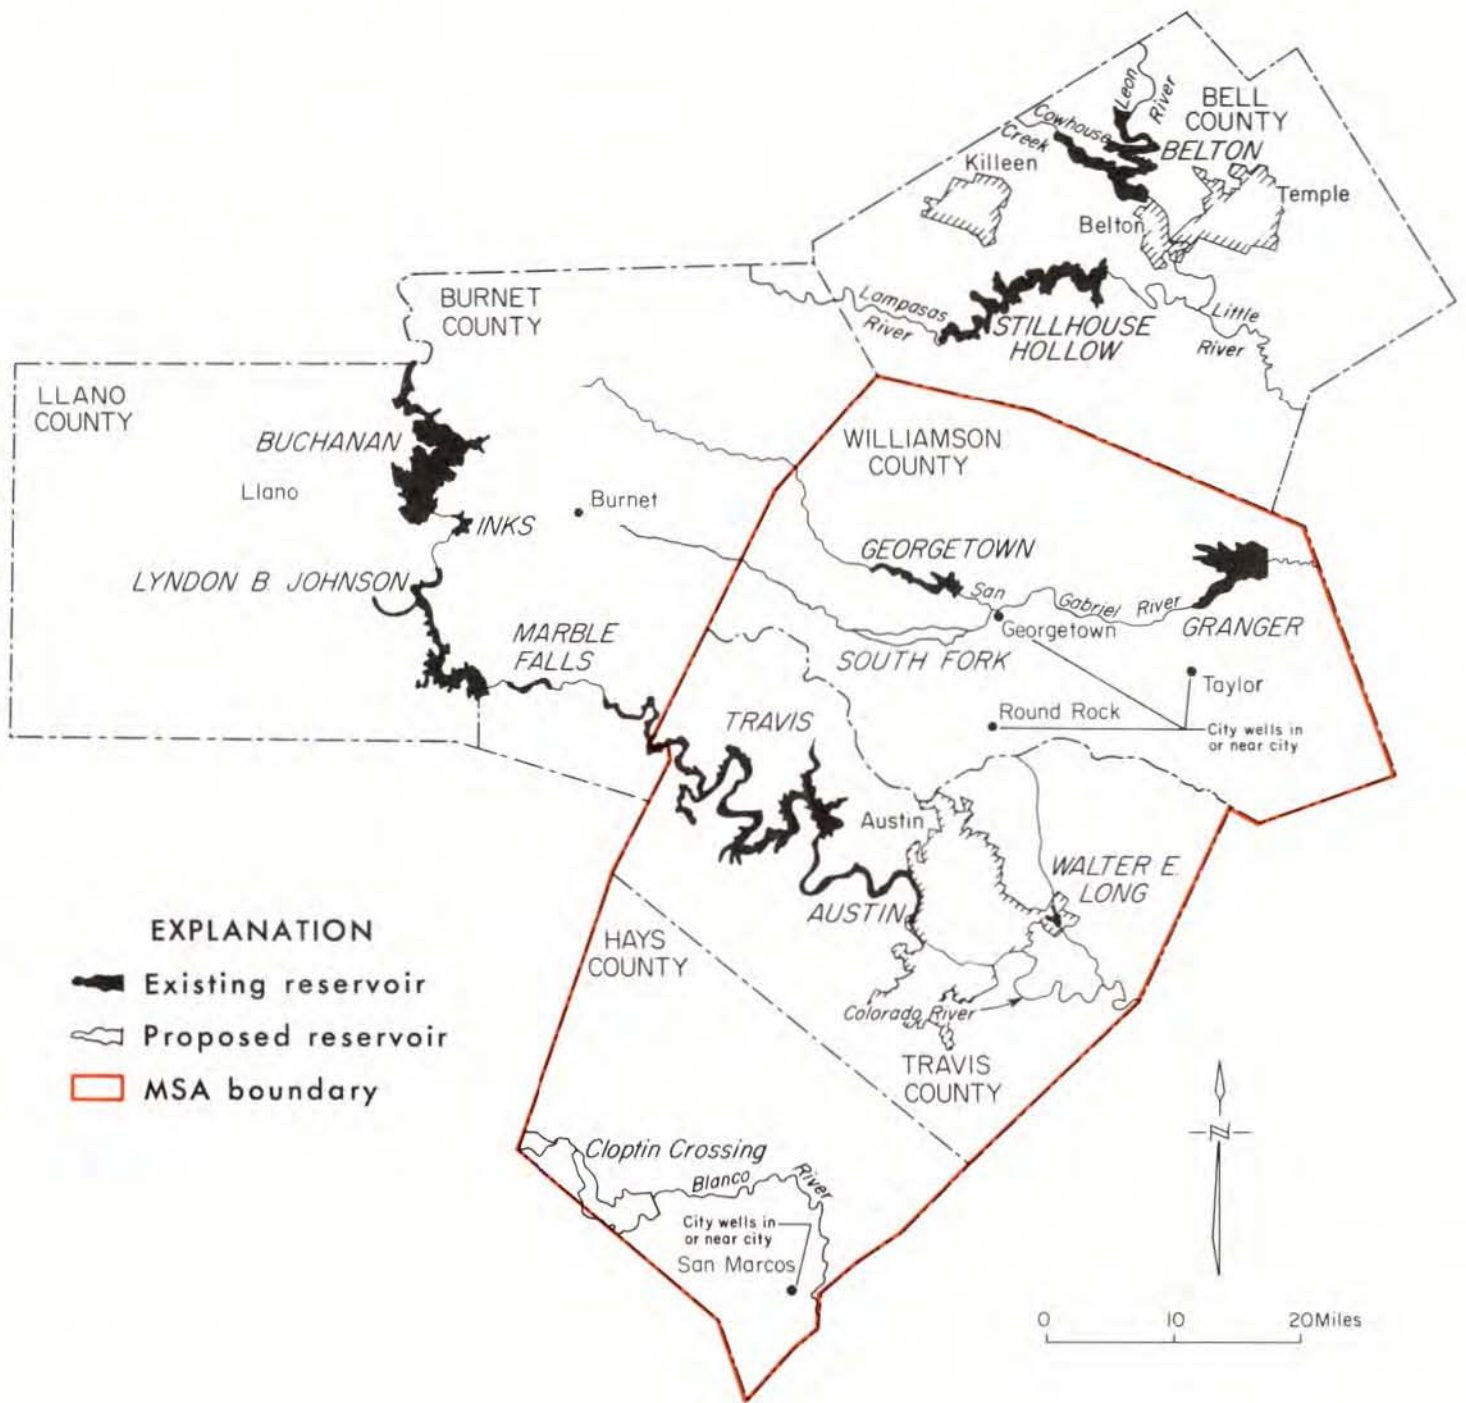 Leon
River
BELL
COUNTY
Cowhouse
Creek
BELTON
Killeen
Temple
Belton
BURNET
COUNTY
Lampasas
River
STILLHOUSE
HOLLOW
Little
River
LLANO
COUNTY
BUCHANAN
WILLIAMSON
COUNTY
Llano
Burnet
INKS
GEORGETOWN
LYNDON B. JOHNSON
San
Gabriel River
MARBLE
FALLS
Georgetown
GRANGER
SOUTH FORK
Taylor
TRAVIS
Round Rock
City wells in
or near city
Austin
WALTER E.
LONG
AUSTIN
HAYS
COUNTY
Colorado River
TRAVIS
COUNTY
EXPLANATION
Existing reservoir
Proposed reservoir
MSA boundary
Cloptin Crossing
Blanco
River
City wells in
or near city
San Marcos
N
0 10 20 Miles